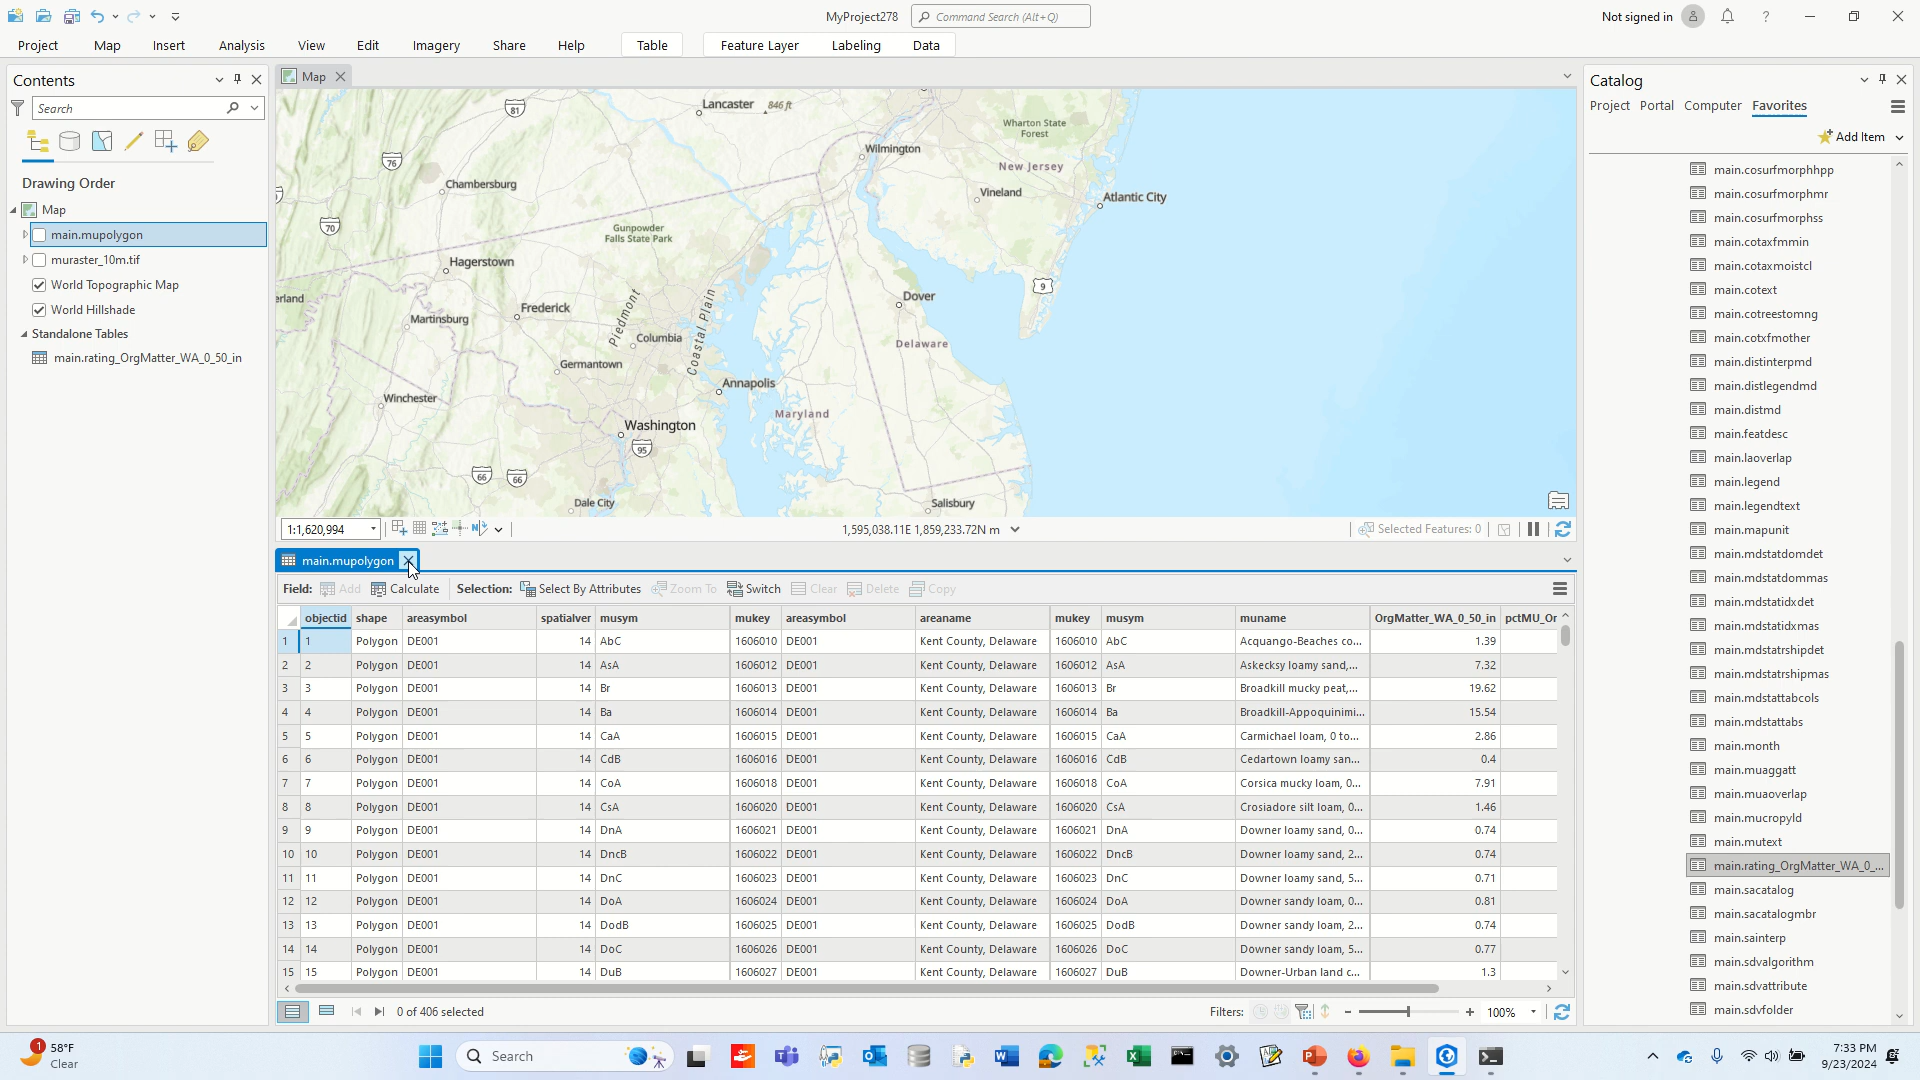 MyProject278
Command Search (Alt+Q)
Not signed in
?
Project Map Insert Analysis View Edit Imagery Share Help Table Feature Layer Labeling Data
Contents
Search
Drawing Order
Map
main.mupolygon
muraster_10m.tif
World Topographic Map
World Hillshade
Standalone Tables
main.rating_OrgMatter_WA_0_50_in
Map
Lancaster 846 ft
81
Wharton State
Forest
Wilmington
76
New Jersey
Chambersburg
Vineland
Atlantic City
70
Gunpowder
Falls State Park
Hagerstown
9
erland
Dover
Frederick
Piedmont
Coastal Plain
Martinsburg
Columbia
Delaware
Germantown
Annapolis
Winchester
Maryland
Washington
95
66
66
Dale City
Salisbury
1:1,620,994
1,595,038.11E 1,859,233.72N m
Selected Features: 0
main.mupolygon
Field: Add Calculate Selection: Select By Attributes Zoom To Switch Clear Delete Copy
objectid shape areasymbol spatialver musym mukey areasymbol areaname mukey musym muname OrgMatter_WA_0_50_in pctMU_Or
1 1 Polygon DE001 14 AbC 1606010 DE001 Kent County, Delaware 1606010 AbC Acquango-Beaches co... 1.39
2 2 Polygon DE001 14 AsA 1606012 DE001 Kent County, Delaware 1606012 AsA Askecksy loamy sand,... 7.32
3 3 Polygon DE001 14 Br 1606013 DE001 Kent County, Delaware 1606013 Br Broadkill mucky peat,... 19.62
4 4 Polygon DE001 14 Ba 1606014 DE001 Kent County, Delaware 1606014 Ba Broadkill-Appoquinimi... 15.54
5 5 Polygon DE001 14 CaA 1606015 DE001 Kent County, Delaware 1606015 CaA Carmichael loam, 0 to... 2.86
6 6 Polygon DE001 14 CdB 1606016 DE001 Kent County, Delaware 1606016 CdB Cedartown loamy san... 0.4
7 7 Polygon DE001 14 CoA 1606018 DE001 Kent County, Delaware 1606018 CoA Corsica mucky loam, 0... 7.91
8 8 Polygon DE001 14 CsA 1606020 DE001 Kent County, Delaware 1606020 CsA Crosiadore silt loam, 0... 1.46
9 9 Polygon DE001 14 DnA 1606021 DE001 Kent County, Delaware 1606021 DnA Downer loamy sand, 0... 0.74
10 10 Polygon DE001 14 DncB 1606022 DE001 Kent County, Delaware 1606022 DncB Downer loamy sand, 2... 0.74
11 11 Polygon DE001 14 DnC 1606023 DE001 Kent County, Delaware 1606023 DnC Downer loamy sand, 5... 0.71
12 12 Polygon DE001 14 DoA 1606024 DE001 Kent County, Delaware 1606024 DoA Downer sandy loam, 0... 0.81
13 13 Polygon DE001 14 DodB 1606025 DE001 Kent County, Delaware 1606025 DodB Downer sandy loam, 2... 0.74
14 14 Polygon DE001 14 DoC 1606026 DE001 Kent County, Delaware 1606026 DoC Downer sandy loam, 5... 0.77
15 15 Polygon DE001 14 DuB 1606027 DE001 Kent County, Delaware 1606027 DuB Downer-Urban land c... 1.3
0 of 406 selected
Filters:
100%
Catalog
Project Portal Computer Favorites
Add Item
main.cosurfmorphhpp
main.cosurfmorphmr
main.cosurfmorphss
main.cotaxfmmin
main.cotaxmoistcl
main.cotext
main.cotreestomng
main.cotxfmother
main.distinterpmd
main.distlegendmd
main.distmd
main.featdesc
main.laoverlap
main.legend
main.legendtext
main.mapunit
main.mdstatdomdet
main.mdstatdommas
main.mdstatidxdet
main.mdstatidxmas
main.mdstatrshipdet
main.mdstatrshipmas
main.mdstattabcols
main.mdstattabs
main.month
main.muaggatt
main.muaoverlap
main.mucropyld
main.mutext
main.rating_OrgMatter_WA_0_...
main.sacatalog
main.sacatalogmbr
main.sainterp
main.sdvalgorithm
main.sdvattribute
main.sdvfolder
1
58°F
Clear
Search
7:33 PM
9/23/2024